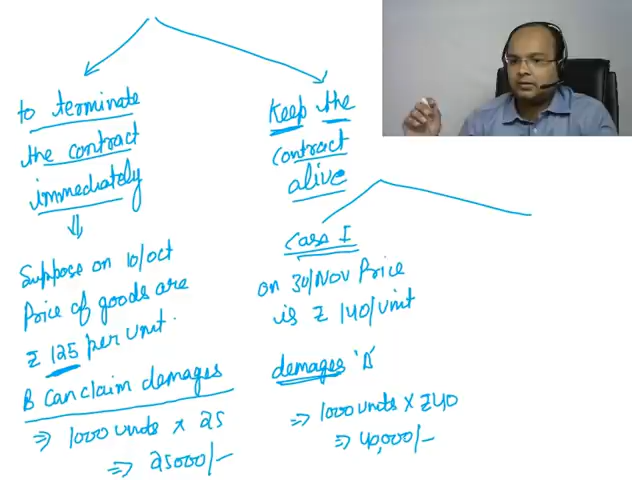 to terminate
the contract
immediately
⇓
Suppose on 10/oct
Price of goods are
₹ 125 per unit.
B can claim damages
⇒ 1000 units x 25
⇒ 25000/-
Keep the
contract
alive
Case I
on 30/Nov Price
is ₹ 140/unit
damages
⇒ 1000 units x ₹40
⇒ 40,000/-